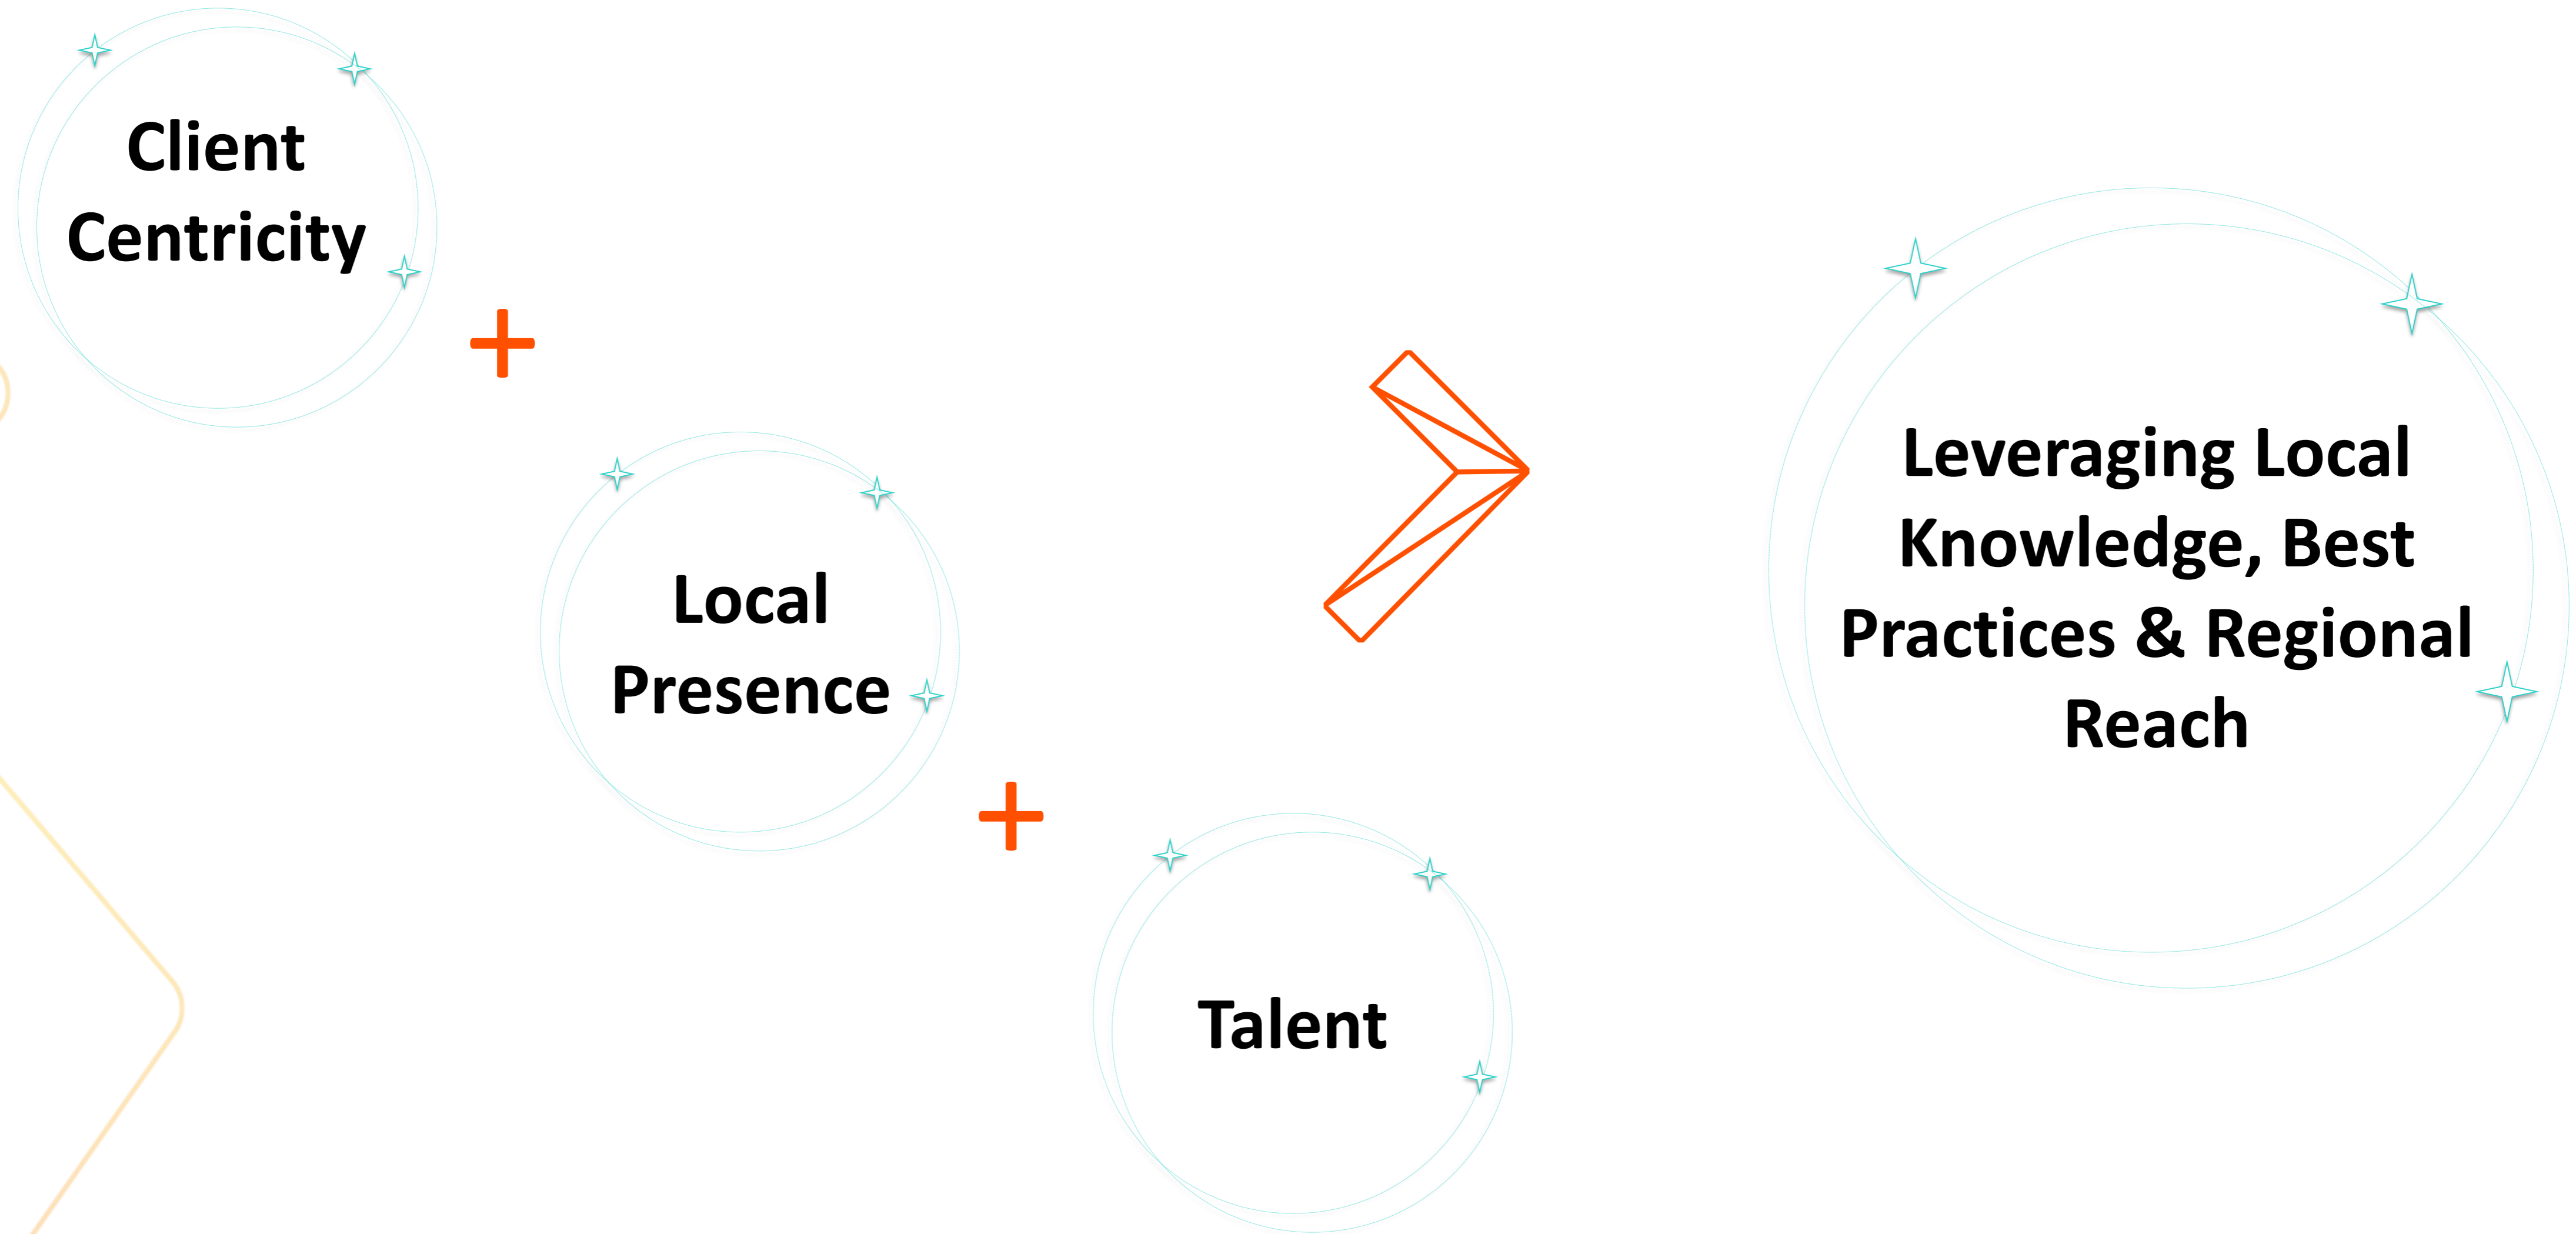 Client
Centricity
+
Local
Presence
+
Talent
Leveraging Local
Knowledge, Best
Practices & Regional
Reach